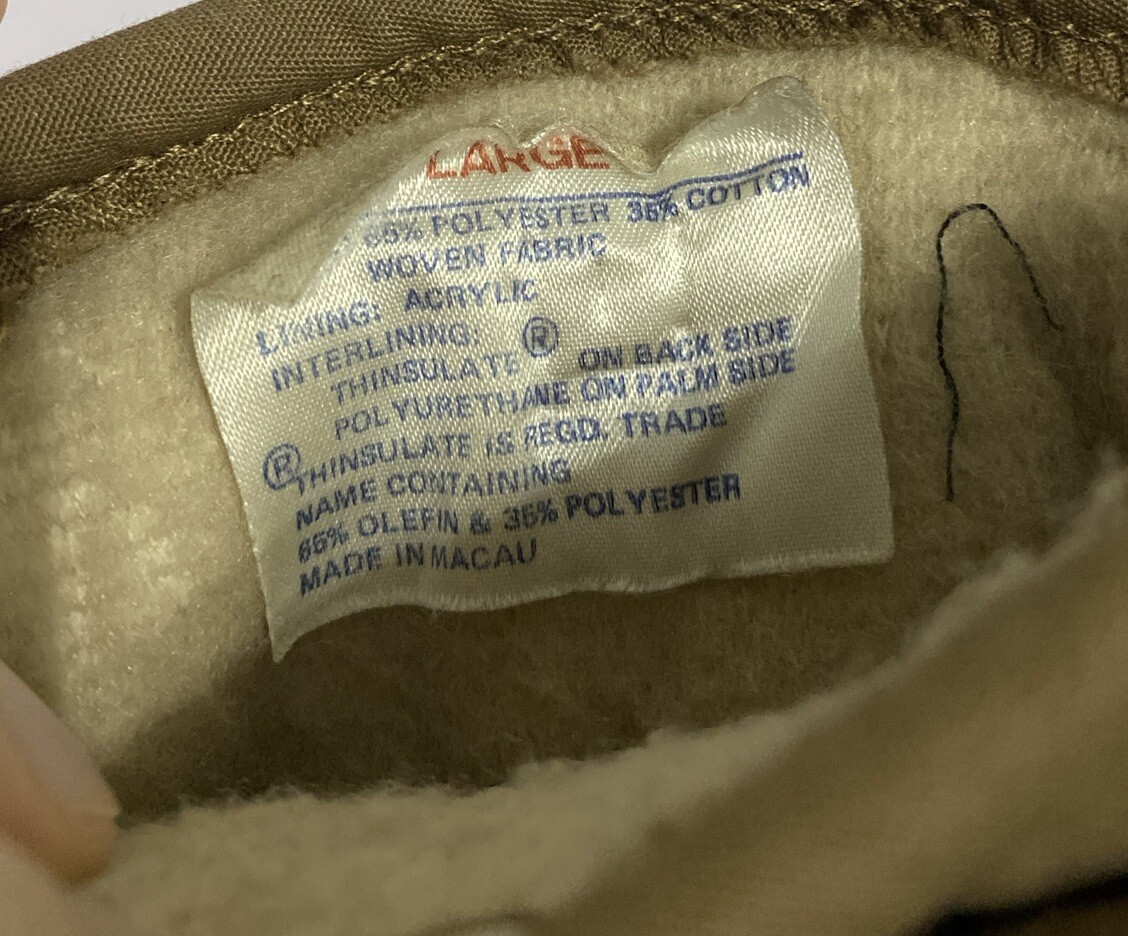 LARGE
65% POLYESTER 35% COTTON
WOVEN FABRIC
LINING: ACRYLIC
INTERLINING:
THINSULATE ® ON BACK SIDE
POLYURETHANE ON PALM SIDE
® THINSULATE IS REGD. TRADE
NAME CONTAINING
65% OLEFIN & 35% POLYESTER
MADE IN MACAU